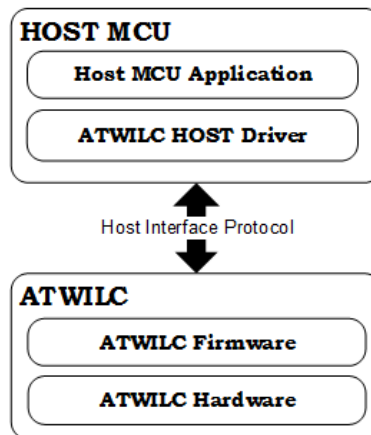 HOST MCU
Host MCU Application
ATWILC HOST Driver
Host Interface Protocol
ATWILC
ATWILC Firmware
ATWILC Hardware